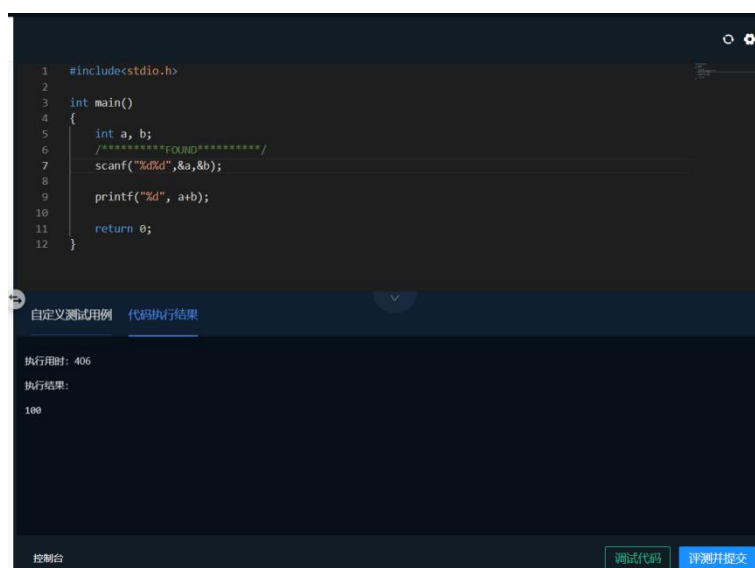 1 #include<stdio.h>
2
3 int main()
4 {
5 int a, b;
6 /**********FOUND**********/
7 scanf("%d%d",&a,&b);
8
9 printf("%d", a+b);
10
11 return 0;
12 }
自定义测试用例 代码执行结果
执行用时: 406
执行结果:
100
控制台 调试代码 评测并提交